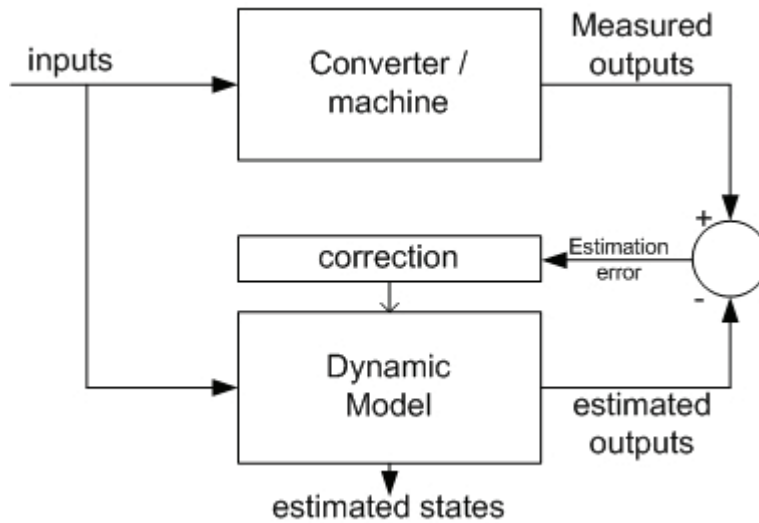 inputs
Converter /
machine
Measured
outputs
+
correction
Estimation
error
-
Dynamic
Model
estimated
outputs
estimated states